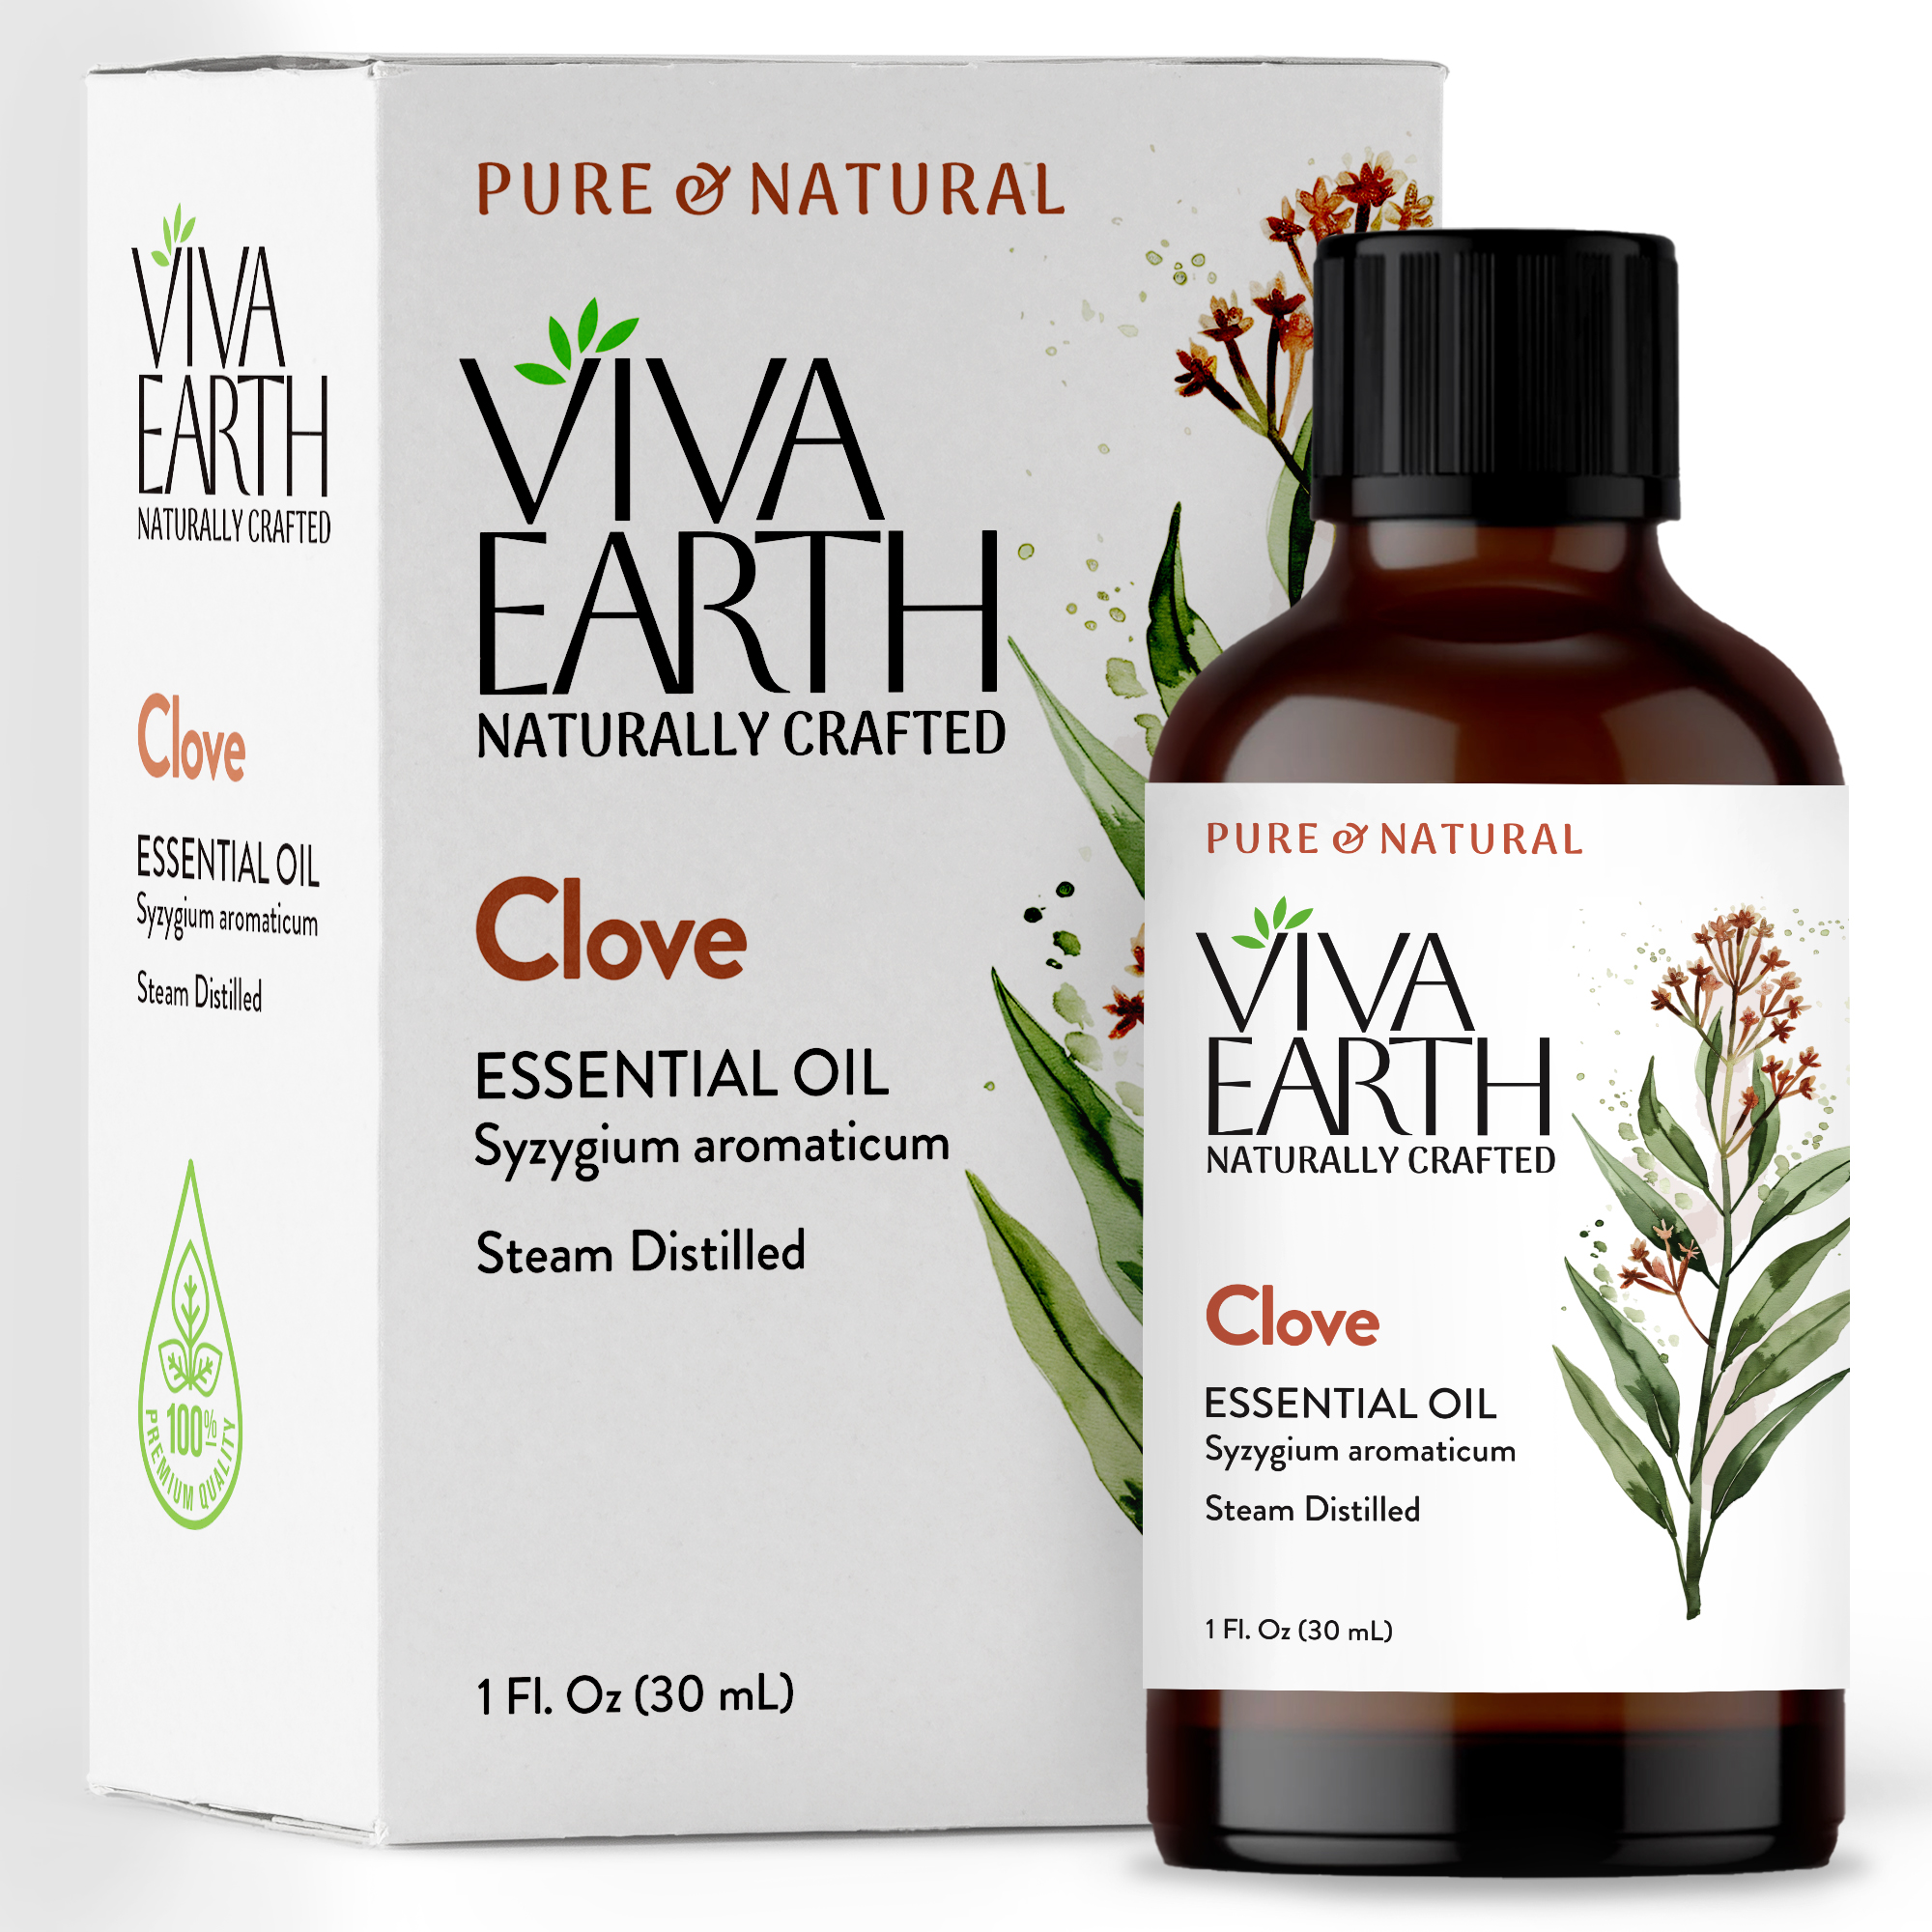 VIVA
EARTH
NATURALLY CRAFTED
Clove
ESSENTIAL OIL
Syzygium aromaticum
Steam Distilled
100%
PREMIUM QUALITY
PURE & NATURAL
VIVA
EARTH
NATURALLY CRAFTED
Clove
ESSENTIAL OIL
Syzygium aromaticum
Steam Distilled
1 Fl. Oz (30 mL)
PURE & NATURAL
VIVA
EARTH
NATURALLY CRAFTED
Clove
ESSENTIAL OIL
Syzygium aromaticum
Steam Distilled
1 Fl. Oz (30 mL)